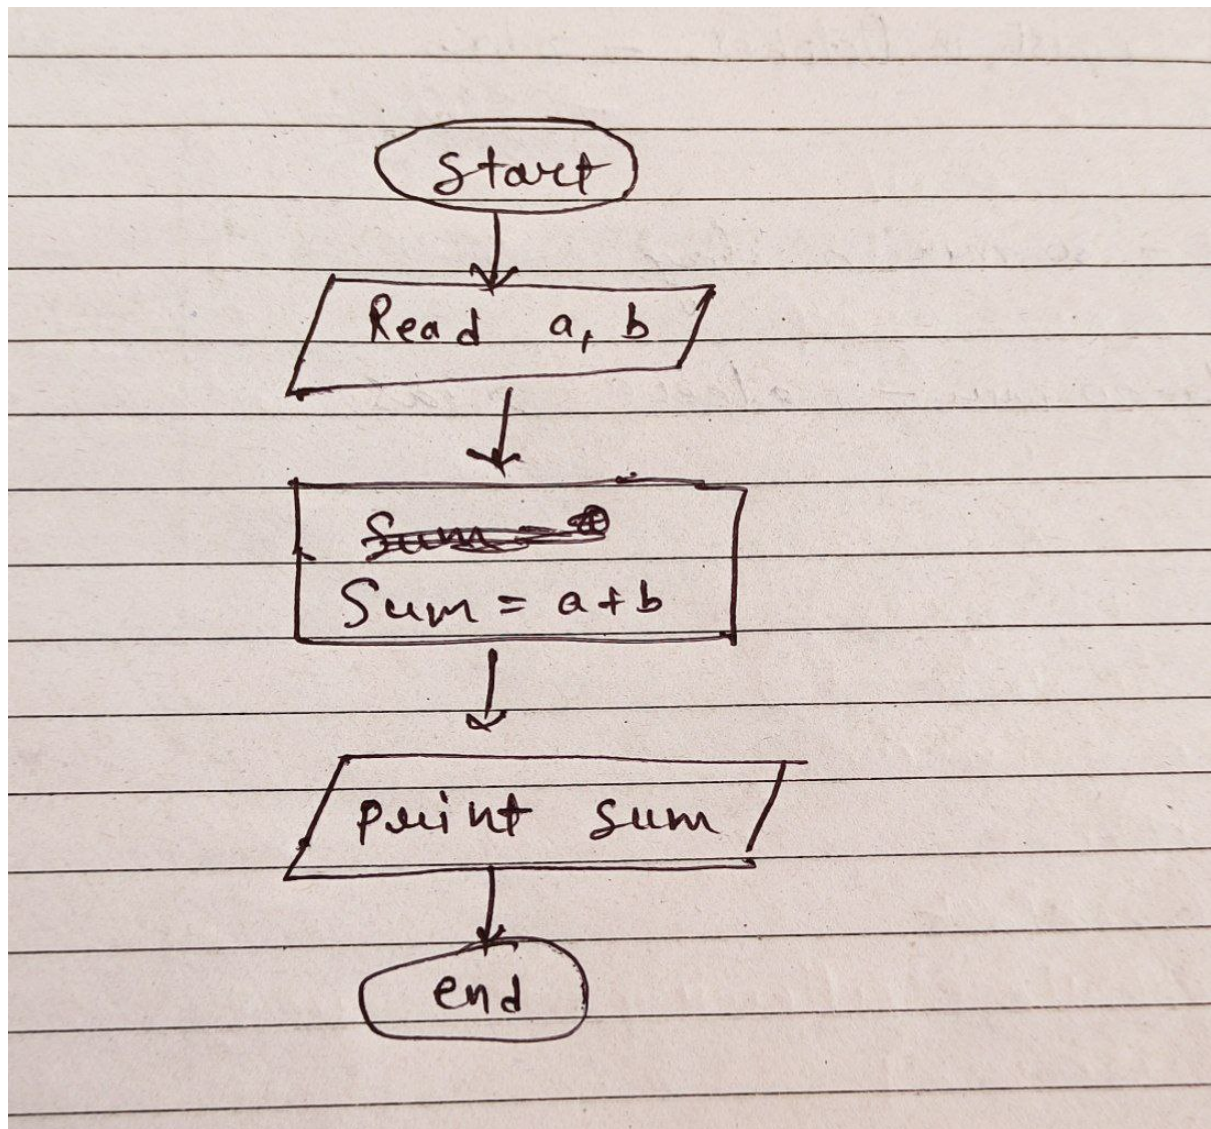 Start
Read a, b
Sum = a+b
print sum
end